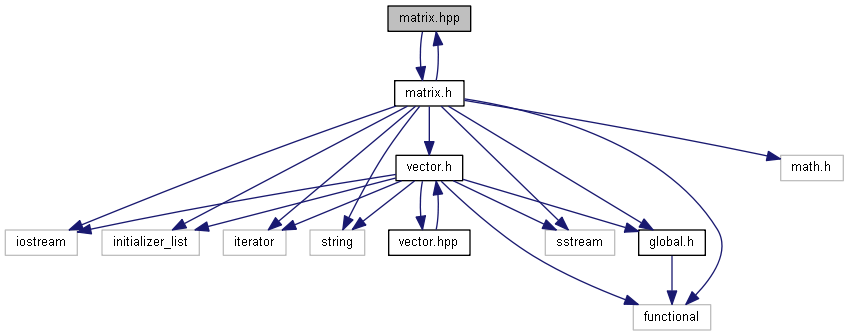 matrix.hpp
matrix.h
vector.h
math.h
iostream
initializer_list
iterator
string
vector.hpp
sstream
global.h
functional